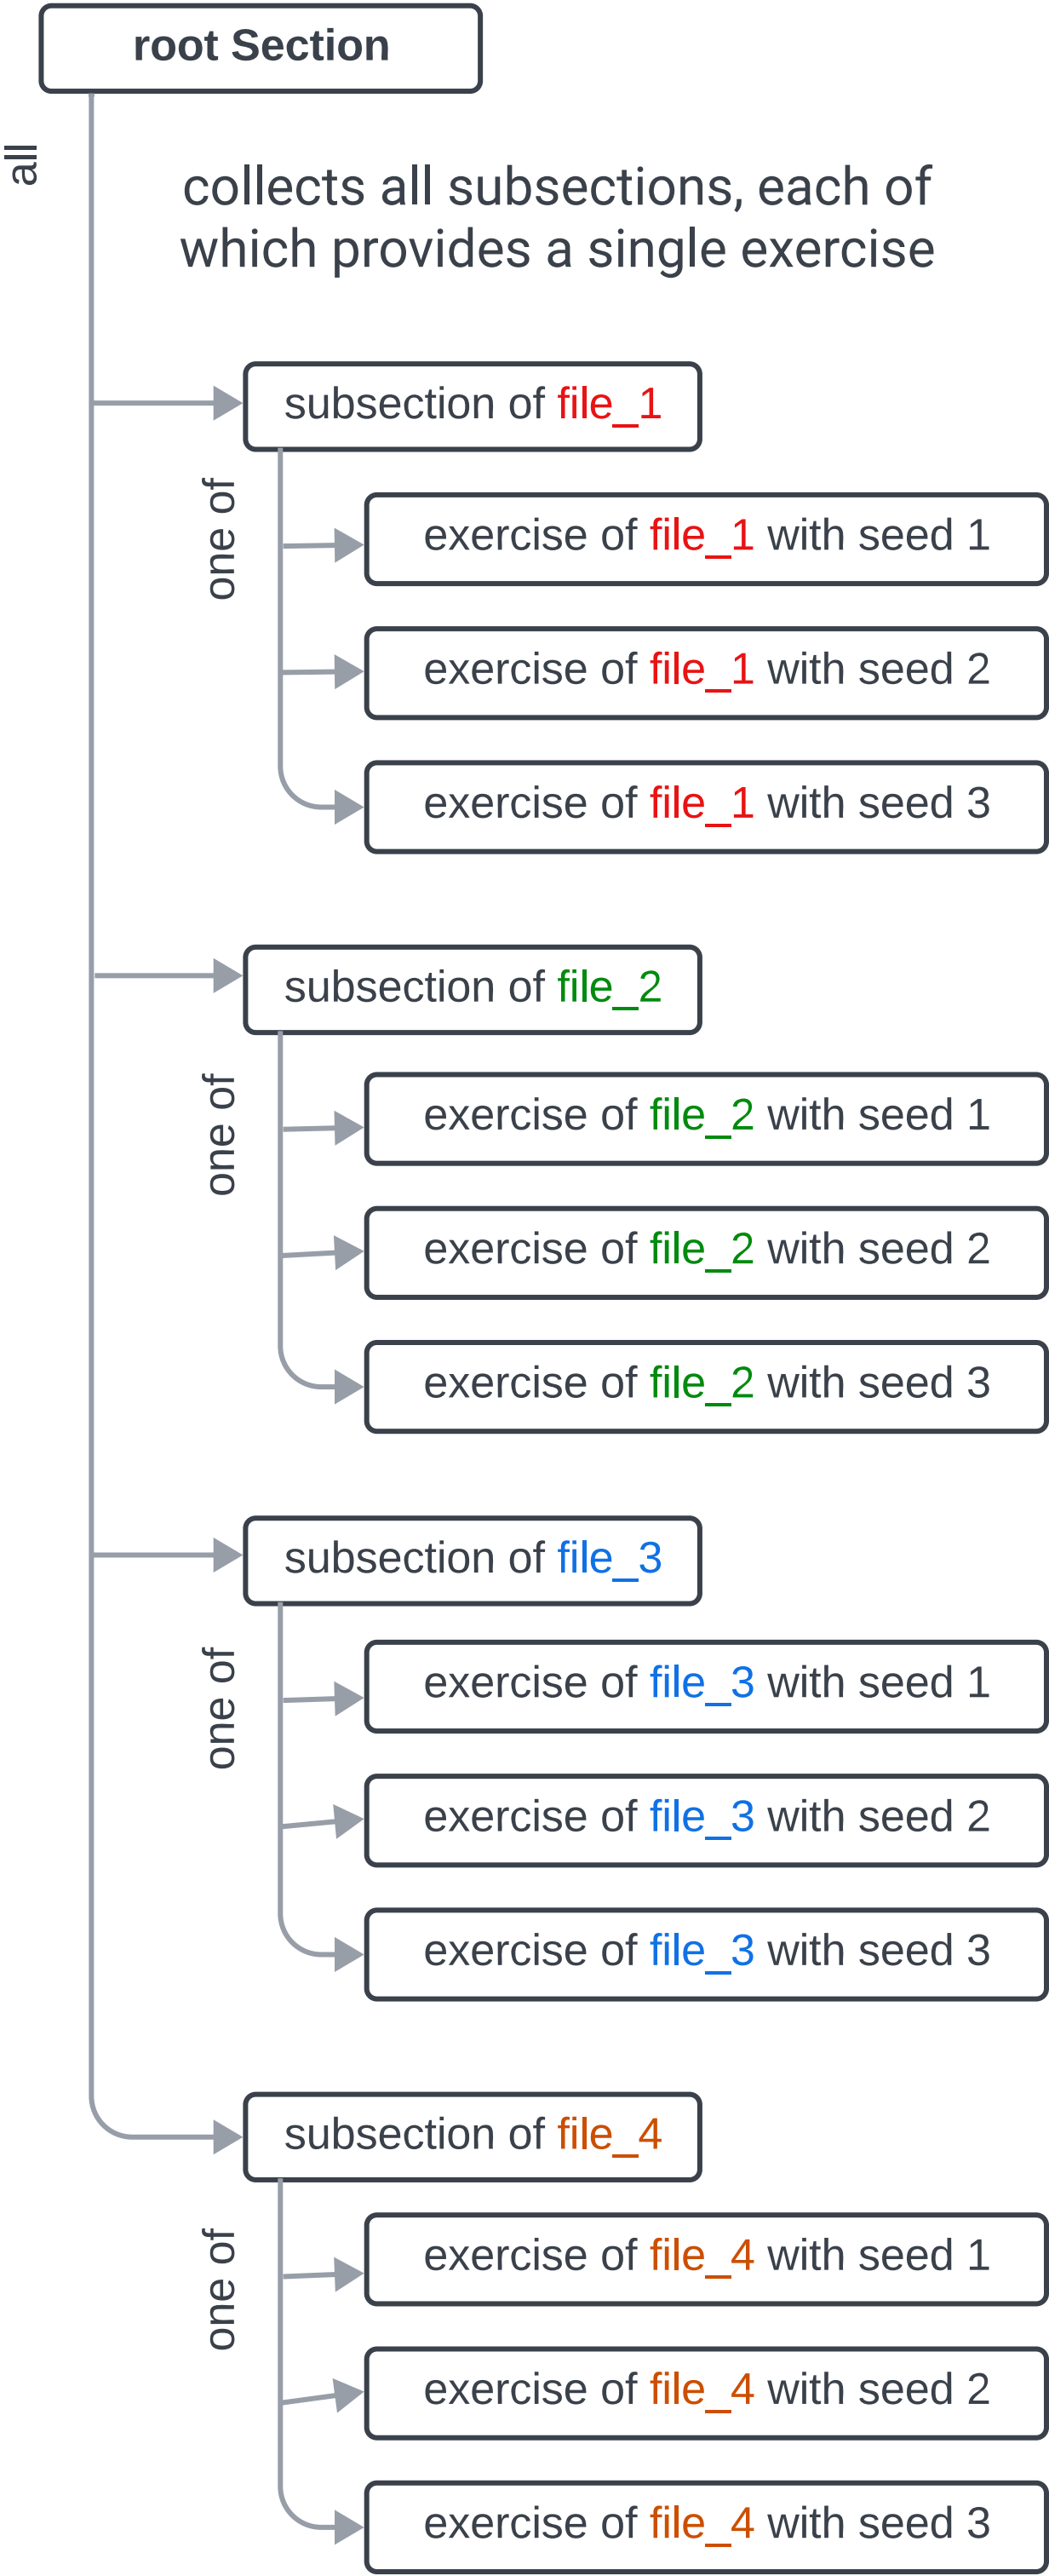 root Section
all
collects all subsections, each of
which provides a single exercise
subsection of file_1
one of
exercise of file_1 with seed 1
exercise of file_1 with seed 2
exercise of file_1 with seed 3
subsection of file_2
one of
exercise of file_2 with seed 1
exercise of file_2 with seed 2
exercise of file_2 with seed 3
subsection of file_3
one of
exercise of file_3 with seed 1
exercise of file_3 with seed 2
exercise of file_3 with seed 3
subsection of file_4
one of
exercise of file_4 with seed 1
exercise of file_4 with seed 2
exercise of file_4 with seed 3